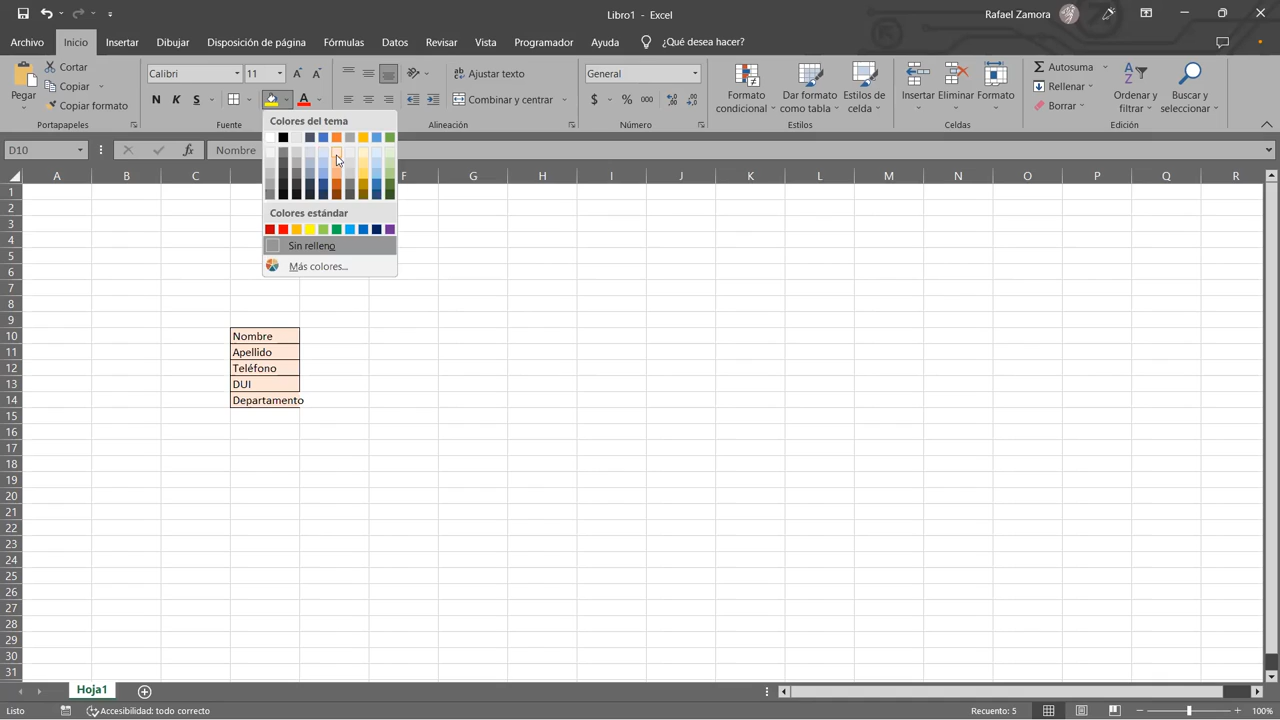 Libro1 - Excel
Rafael Zamora
Archivo Inicio Insertar Dibujar Disposición de página Fórmulas Datos Revisar Vista Programador Ayuda ¿Qué desea hacer?
Pegar
Cortar
Copiar
Copiar formato
Portapapeles
Calibri 11
N K S
A
Fuente
Ajustar texto
Combinar y centrar
Alineación
General
$ % 000
Número
Formato condicional
Dar formato como tabla
Estilos de celda
Estilos
Insertar Eliminar Formato
Celdas
Autosuma
Rellenar
Borrar
Ordenar y filtrar
Buscar y seleccionar
Edición
D10 fx Nombre
Colores del tema
Colores estándar
Sin relleno
Más colores...
A B C F G H I J K L M N O P Q R
1
2
3
4
5
6
7
8
9
10 Nombre
11 Apellido
12 Teléfono
13 DUI
14 Departamento
15
16
17
18
19
20
21
22
23
24
25
26
27
28
29
30
31
Hoja1
Listo Accesibilidad: todo correcto Recuento: 5 100%